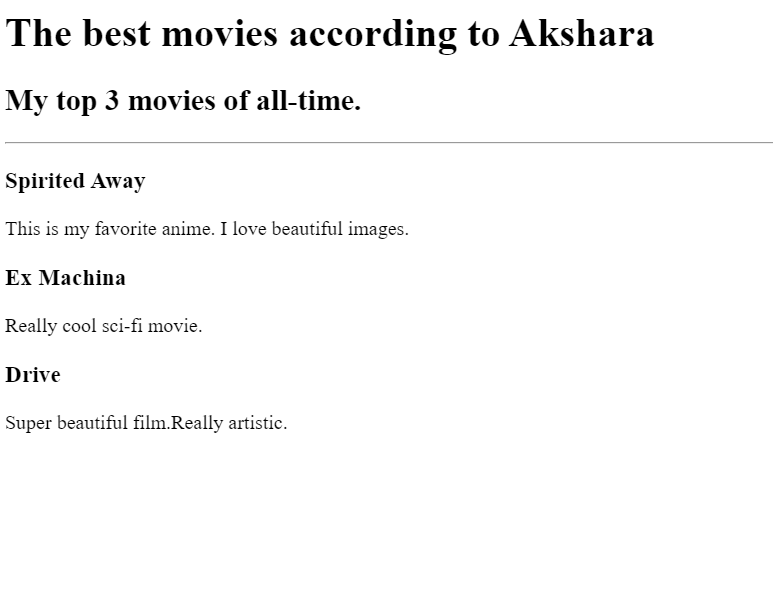 The best movies according to Akshara
My top 3 movies of all-time.
Spirited Away
This is my favorite anime. I love beautiful images.
Ex Machina
Really cool sci-fi movie.
Drive
Super beautiful film.Really artistic.